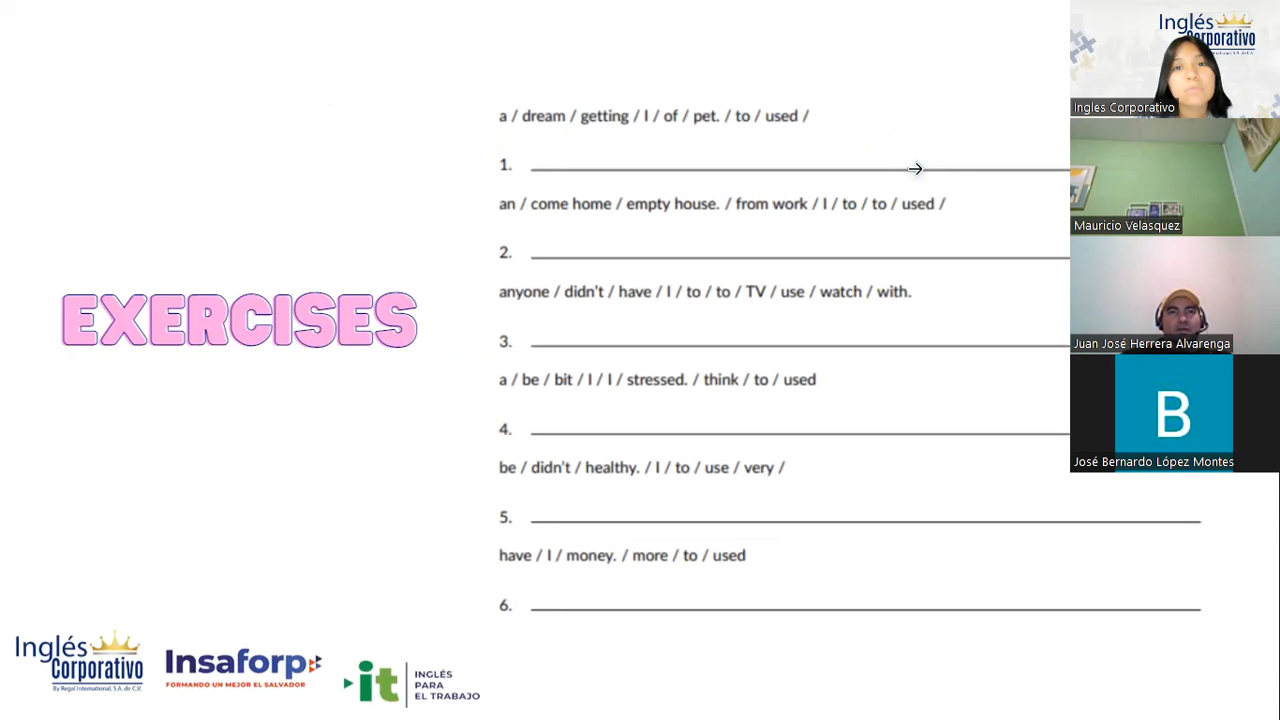 a / dream / getting / I / of / pet. / to / used /
1.
an / come home / empty house. / from work / I / to / to / used /
2.
anyone / didn't / have / I / to / to / TV / use / watch / with.
3.
a / be / bit / I / I / stressed. / think / to / used
4.
be / didn't / healthy. / I / to / use / very /
5.
have / I / money. / more / to / used
6.
EXERCISES
Inglés
Corporativo
By Regal International, S.A. de C.V.
Insaforp
FORMANDO UN MEJOR EL SALVADOR
it
INGLÉS
PARA
EL TRABAJO
Inglés
Corporativo
Ingles Corporativo
Mauricio Velasquez
Juan José Herrera Alvarenga
B
José Bernardo López Montes